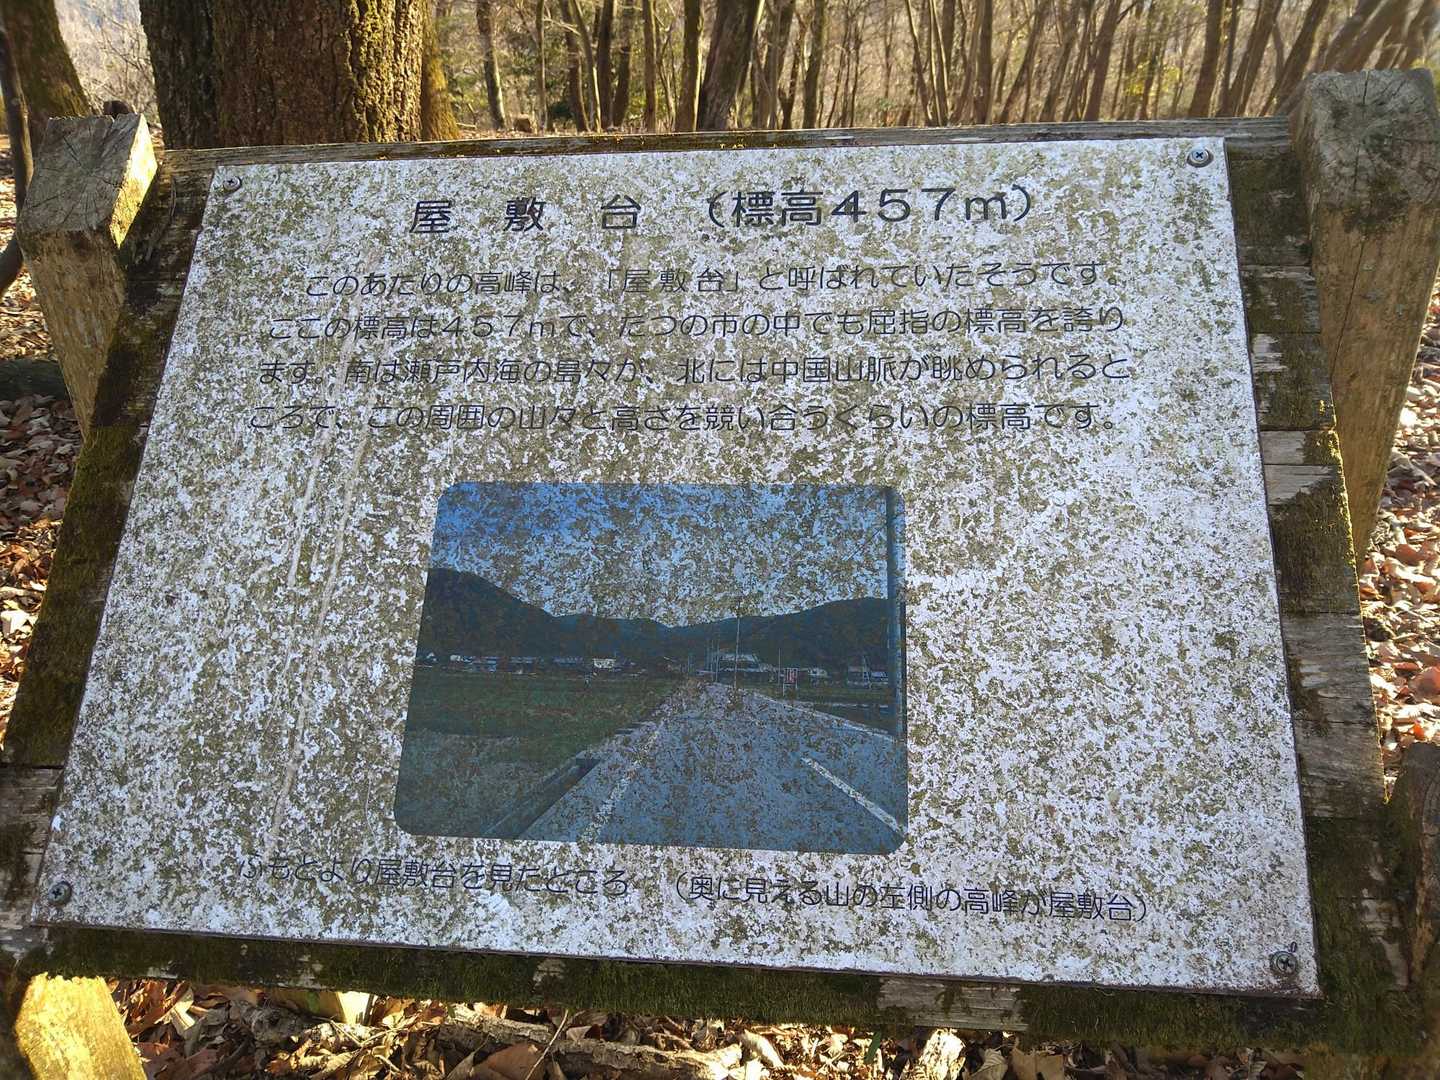 屋敷台 （標高４５７ｍ）
このあたりの高峰は、「屋敷台」と呼ばれていたそうです。
ここの標高は４５７ｍで、たつの市の中でも屈指の標高を誇り
ます。南は瀬戸内海の島々が、北には中国山脈が眺められると
ころで、この周囲の山々と高さを競い合うくらいの標高です。
ふもとより屋敷台を見たところ （奥に見える山の左側の高峰が屋敷台）